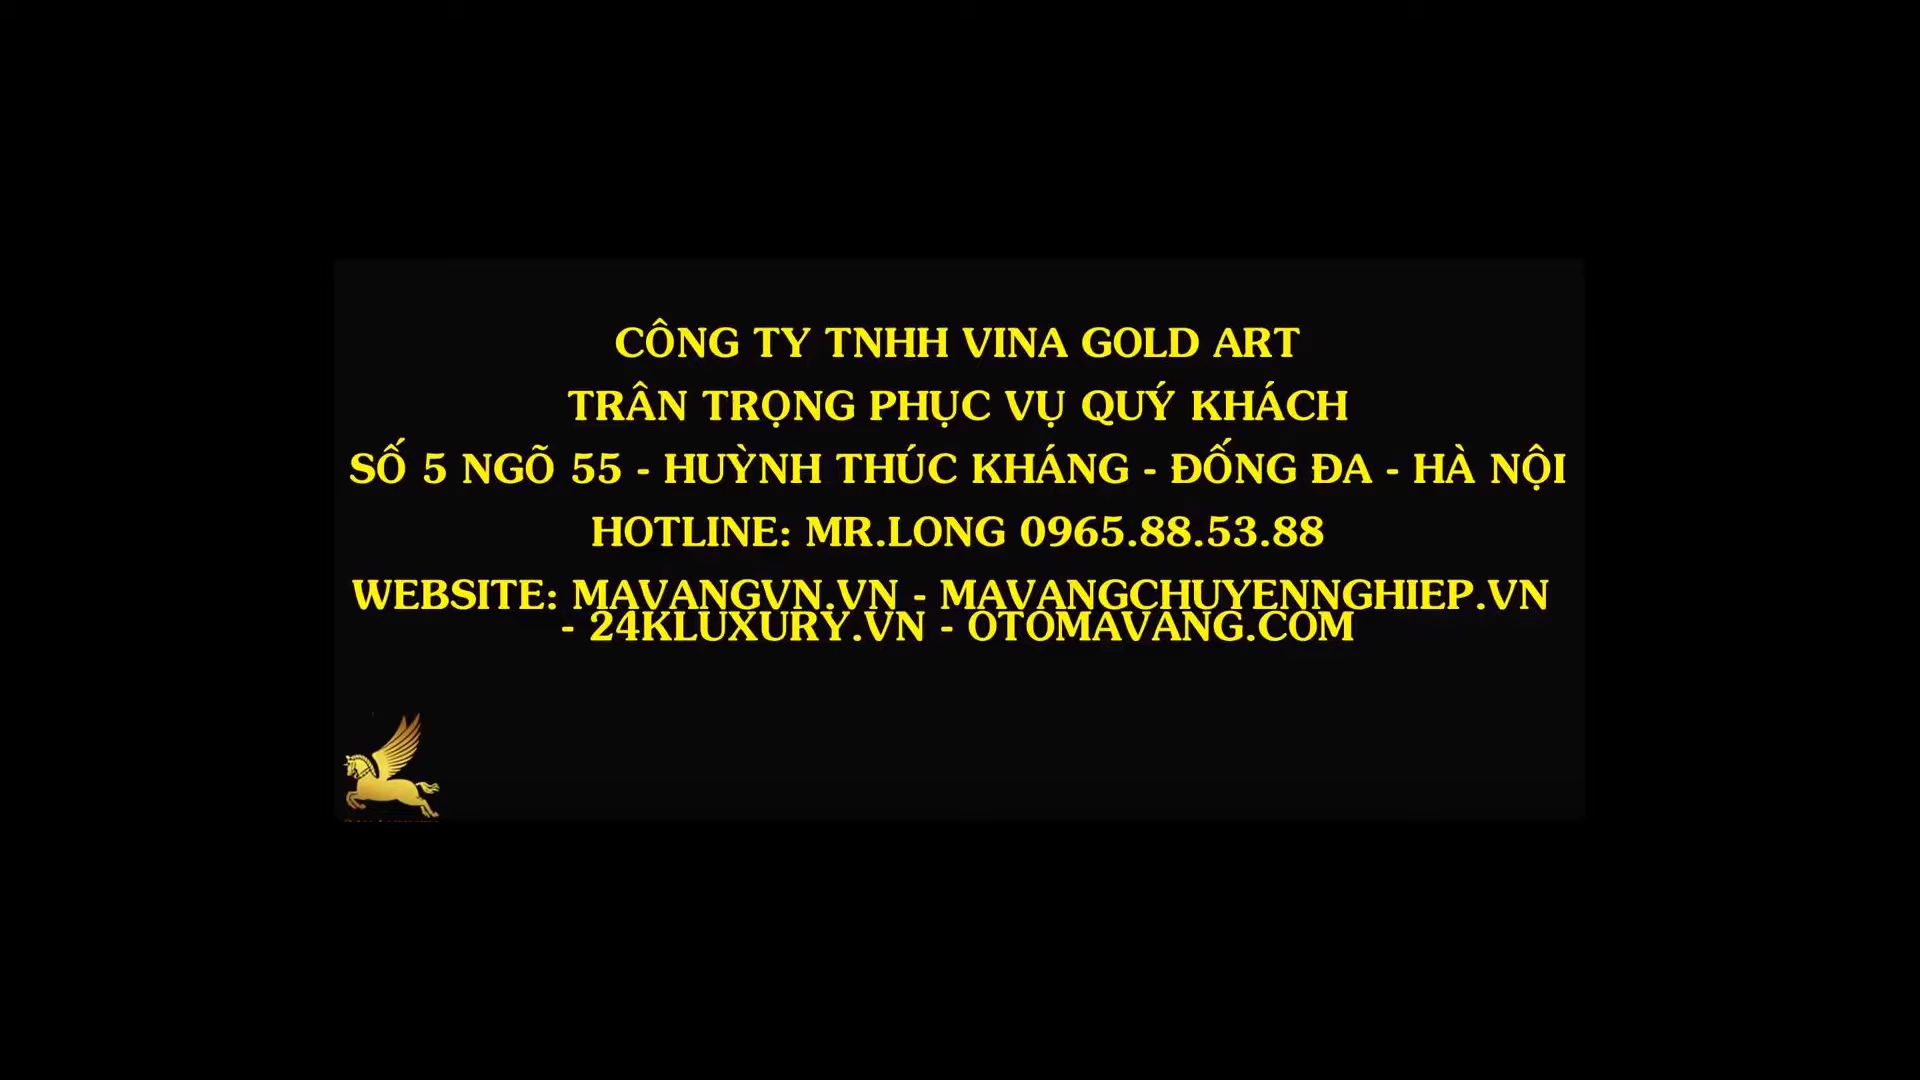 CÔNG TY TNHH VINA GOLD ART
TRÂN TRỌNG PHỤC VỤ QUÝ KHÁCH
SỐ 5 NGÕ 55 - HUỲNH THÚC KHÁNG - ĐỐNG ĐA - HÀ NỘI
HOTLINE: MR.LONG 0965.88.53.88
WEBSITE: MAVANGVN.VN - MAVANGCHUYENNGHIEP.VN
- 24KLUXURY.VN - OTOMAVANG.COM